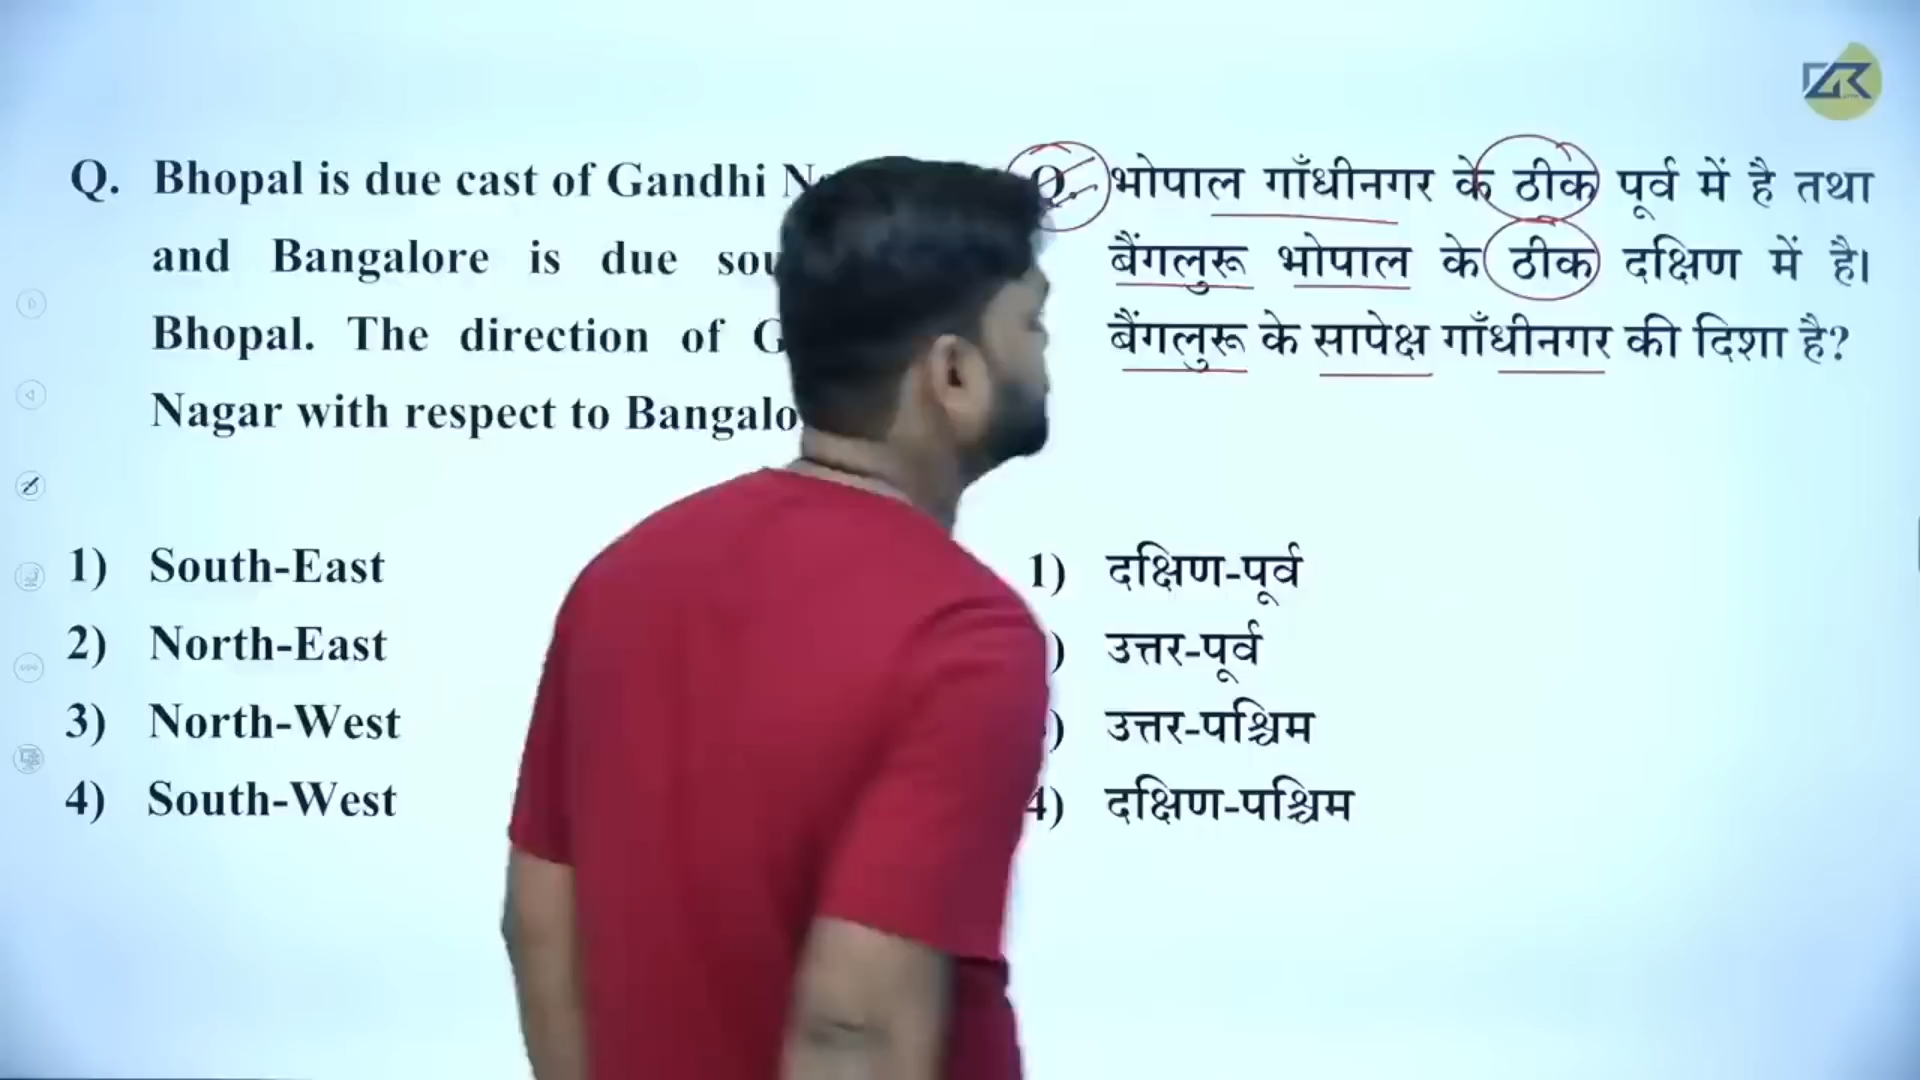 Q. Bhopal is due cast of Gandhi
and Bangalore is due
Bhopal. The direction of
Nagar with respect to
1) South-East
2) North-East
3) North-West
4) South-West
Q. भोपाल गाँधीनगर के ठीक पूर्व में है तथा
बैंगलुरू भोपाल के ठीक दक्षिण में है।
बैंगलुरू के सापेक्ष गाँधीनगर की दिशा है?
1) दक्षिण-पूर्व
) उत्तर-पूर्व
) उत्तर-पश्चिम
4) दक्षिण-पश्चिम